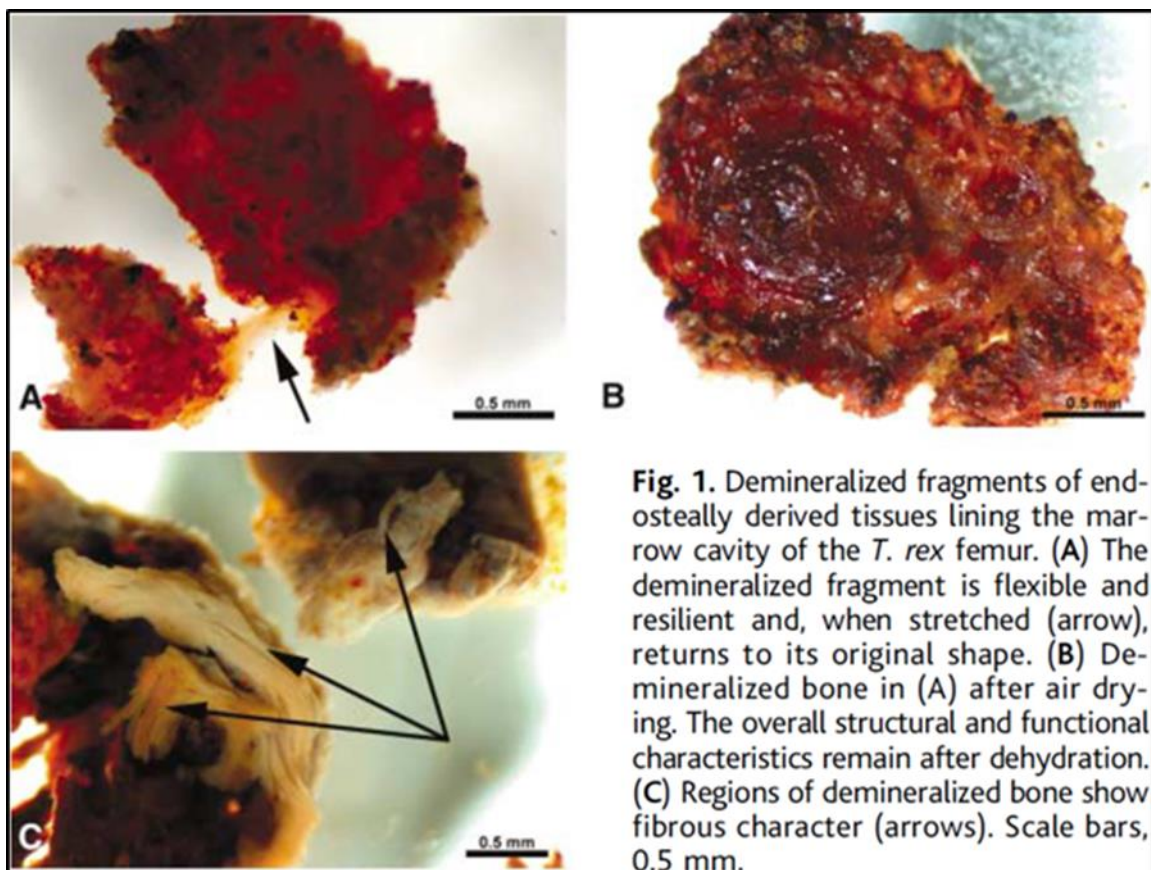 A
0.5 mm
B
0.5 mm
C
0.5 mm
Fig. 1. Demineralized fragments of end-
osteally derived tissues lining the mar-
row cavity of the T. rex femur. (A) The
demineralized fragment is flexible and
resilient and, when stretched (arrow),
returns to its original shape. (B) De-
mineralized bone in (A) after air dry-
ing. The overall structural and functional
characteristics remain after dehydration.
(C) Regions of demineralized bone show
fibrous character (arrows). Scale bars,
0.5 mm.